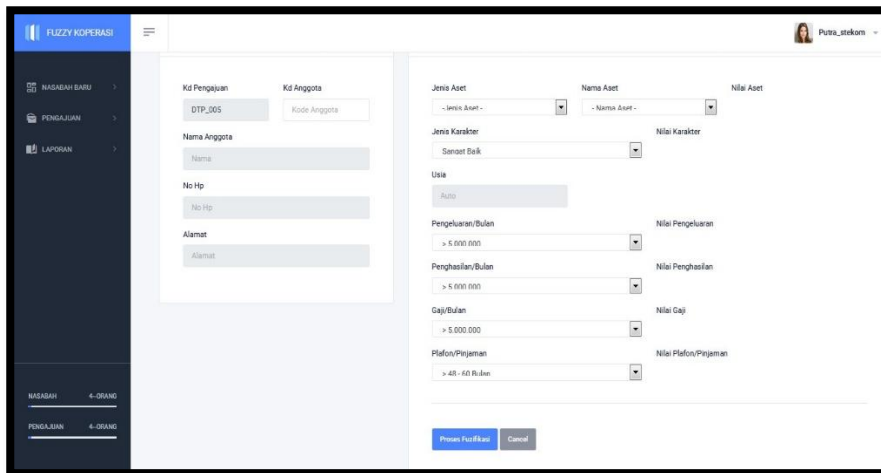 FUZZY KOPERASI
Putra_stekom
NASABAH BARU
PENGAJUAN
LAPORAN
NASABAH 4-ORANG
PENGAJUAN 4-ORANG
Kd Pengajuan Kd Anggota
DTP_005 Kode Anggota
Nama Anggota
Nama
No Hp
No Hp
Alamat
Alamat
Jenis Aset Nama Aset Nilai Aset
- Jenis Aset - - Nama Aset -
Jenis Karakter Nilai Karakter
Sangat Baik
Usia
Auto
Pengeluaran/Bulan Nilai Pengeluaran
> 5.000.000
Penghasilan/Bulan Nilai Penghasilan
> 5.000.000
Gaji/Bulan Nilai Gaji
> 5.000.000
Plafon/Pinjaman Nilai Plafon/Pinjaman
> 48 - 60 Bulan
Proses Fuzifikasi Cancel